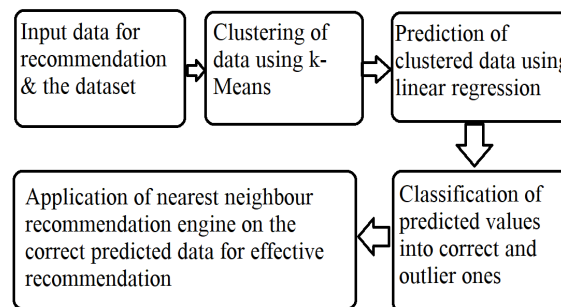 Input data for
recommendation
& the dataset
Clustering of
data using k-
Means
Prediction of
clustered data using
linear regression
Classification of
predicted values
into correct and
outlier ones
Application of nearest neighbour
recommendation engine on the
correct predicted data for effective
recommendation